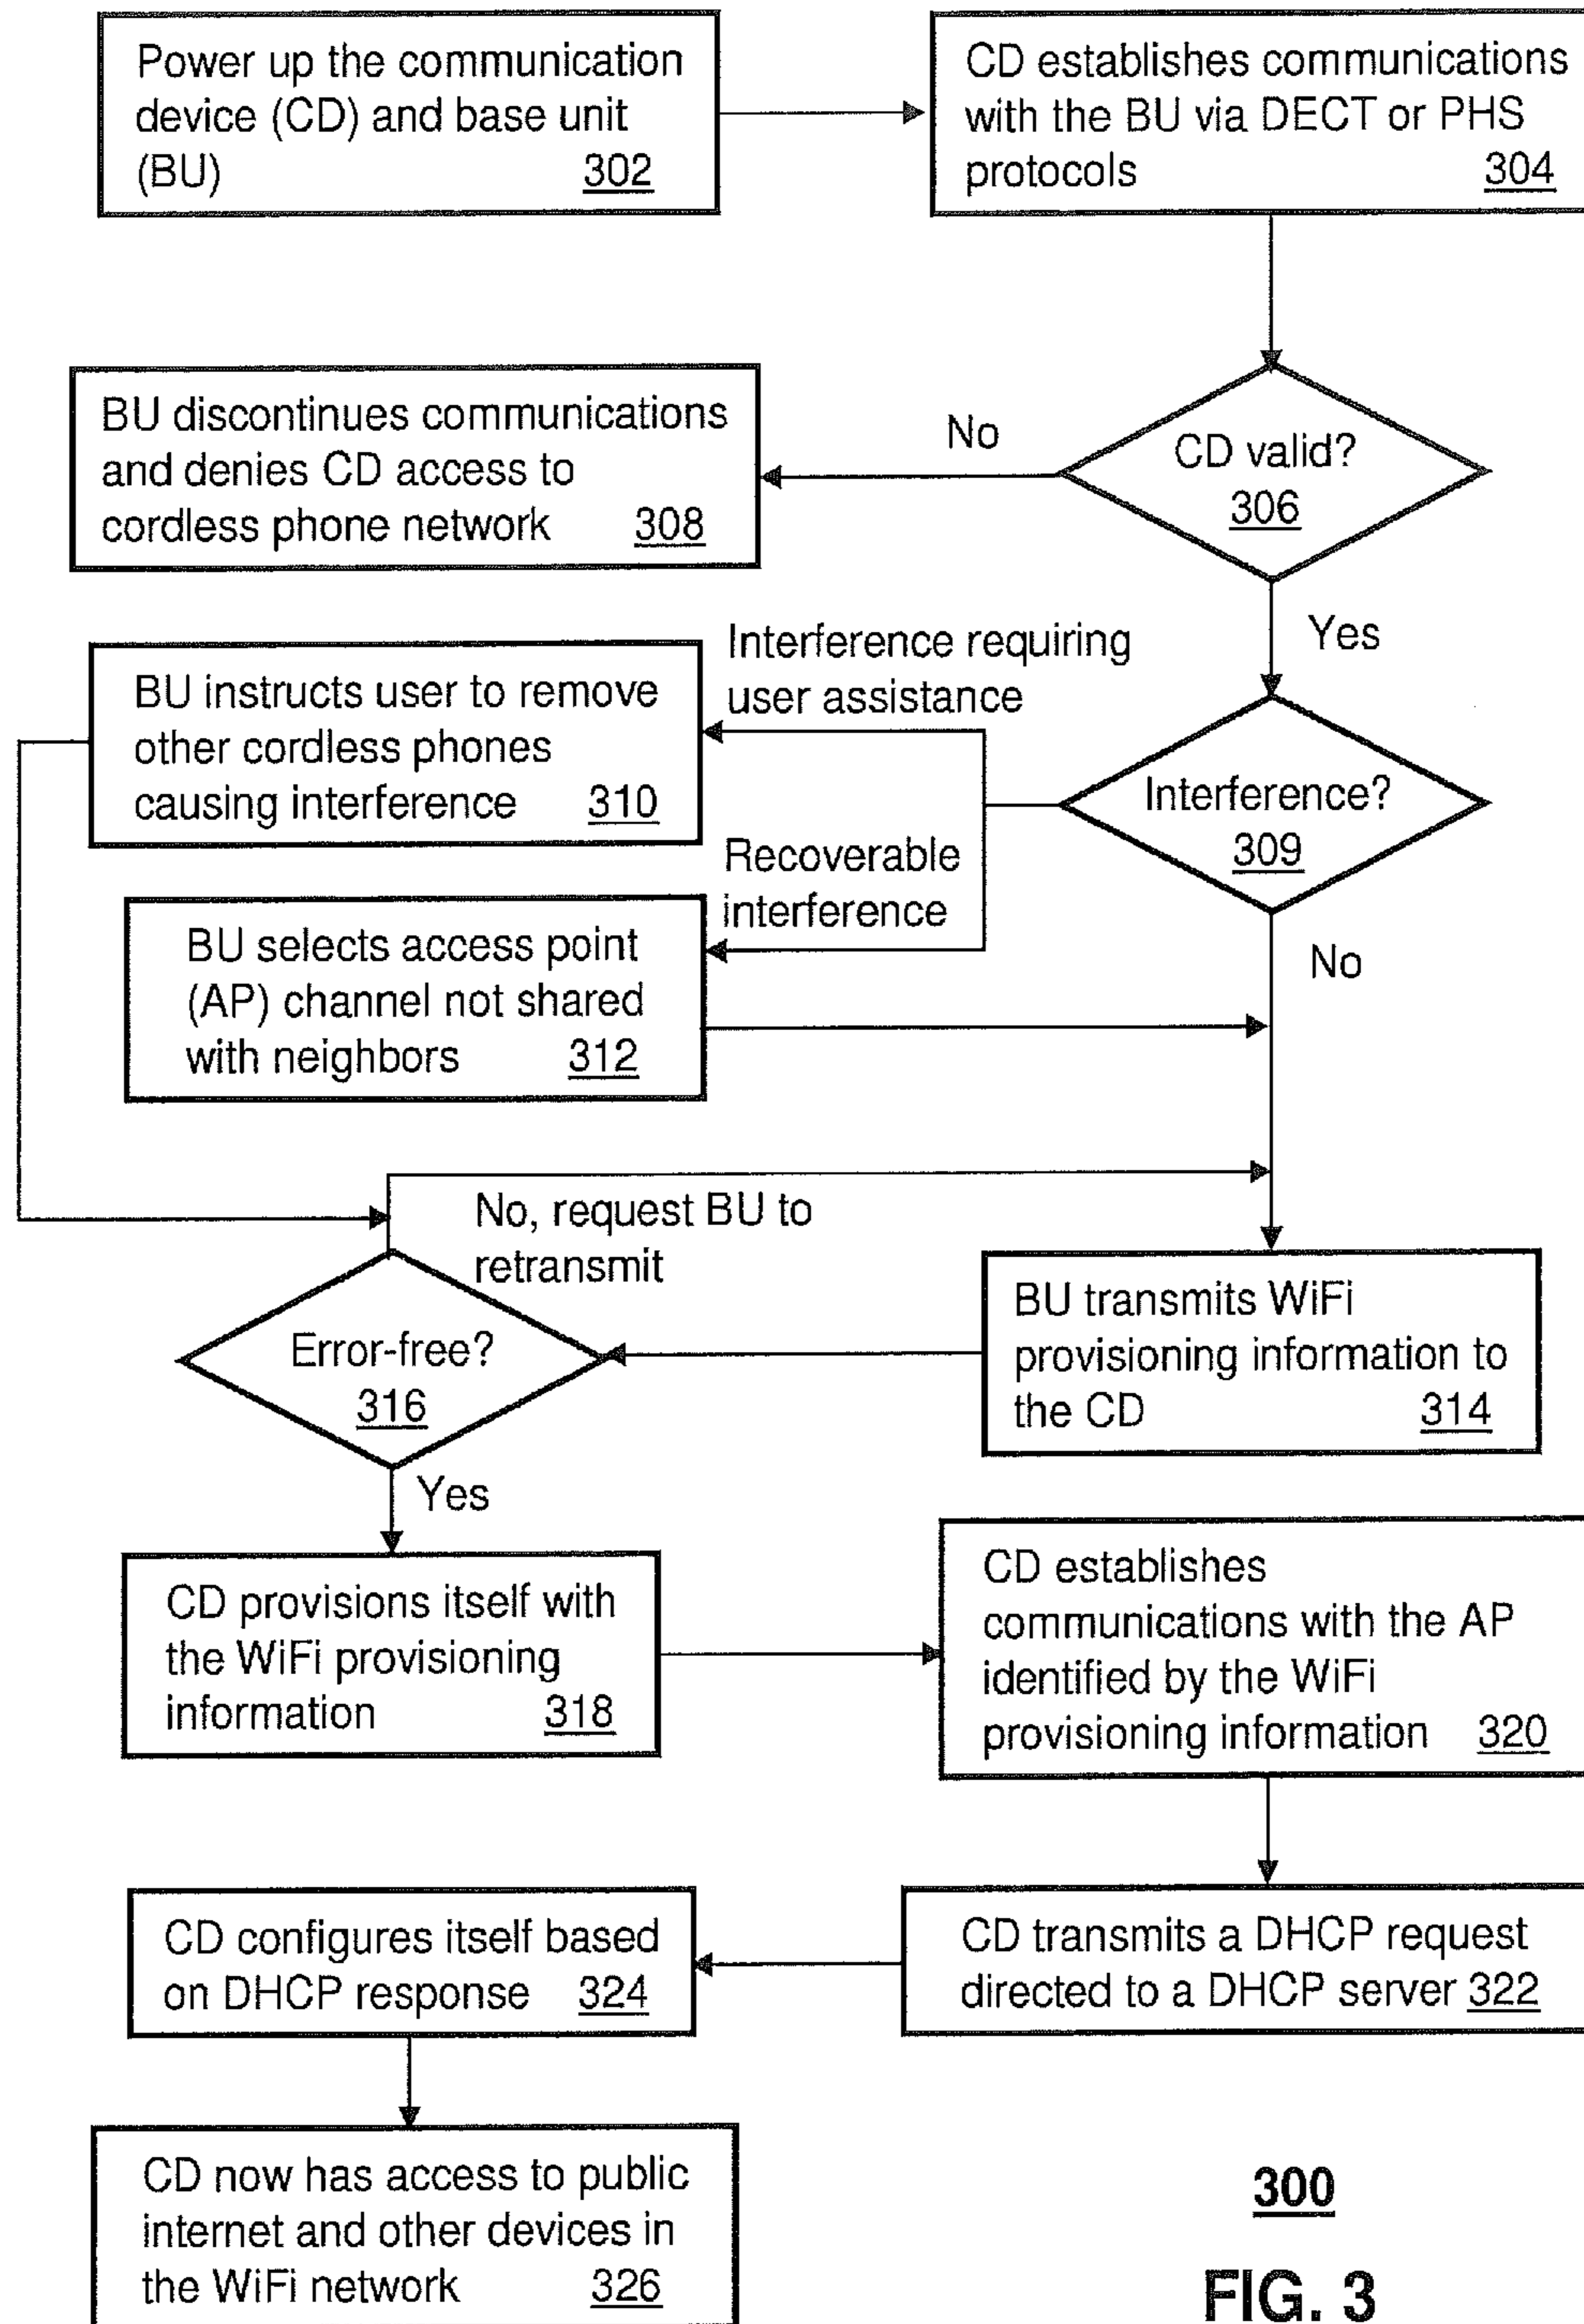 Power up the communication
device (CD) and base unit
(BU) 302
CD establishes communications
with the BU via DECT or PHS
protocols 304
BU discontinues communications
and denies CD access to
cordless phone network 308
No
CD valid?
306
Yes
BU instructs user to remove
other cordless phones
causing interference 310
Interference requiring
user assistance
Interference?
309
Recoverable
interference
BU selects access point
(AP) channel not shared
with neighbors 312
No
No, request BU to
retransmit
Error-free?
316
BU transmits WiFi
provisioning information to
the CD 314
Yes
CD provisions itself with
the WiFi provisioning
information 318
CD establishes
communications with the AP
identified by the WiFi
provisioning information 320
CD configures itself based
on DHCP response 324
CD transmits a DHCP request
directed to a DHCP server 322
CD now has access to public
internet and other devices in
the WiFi network 326
300
FIG. 3